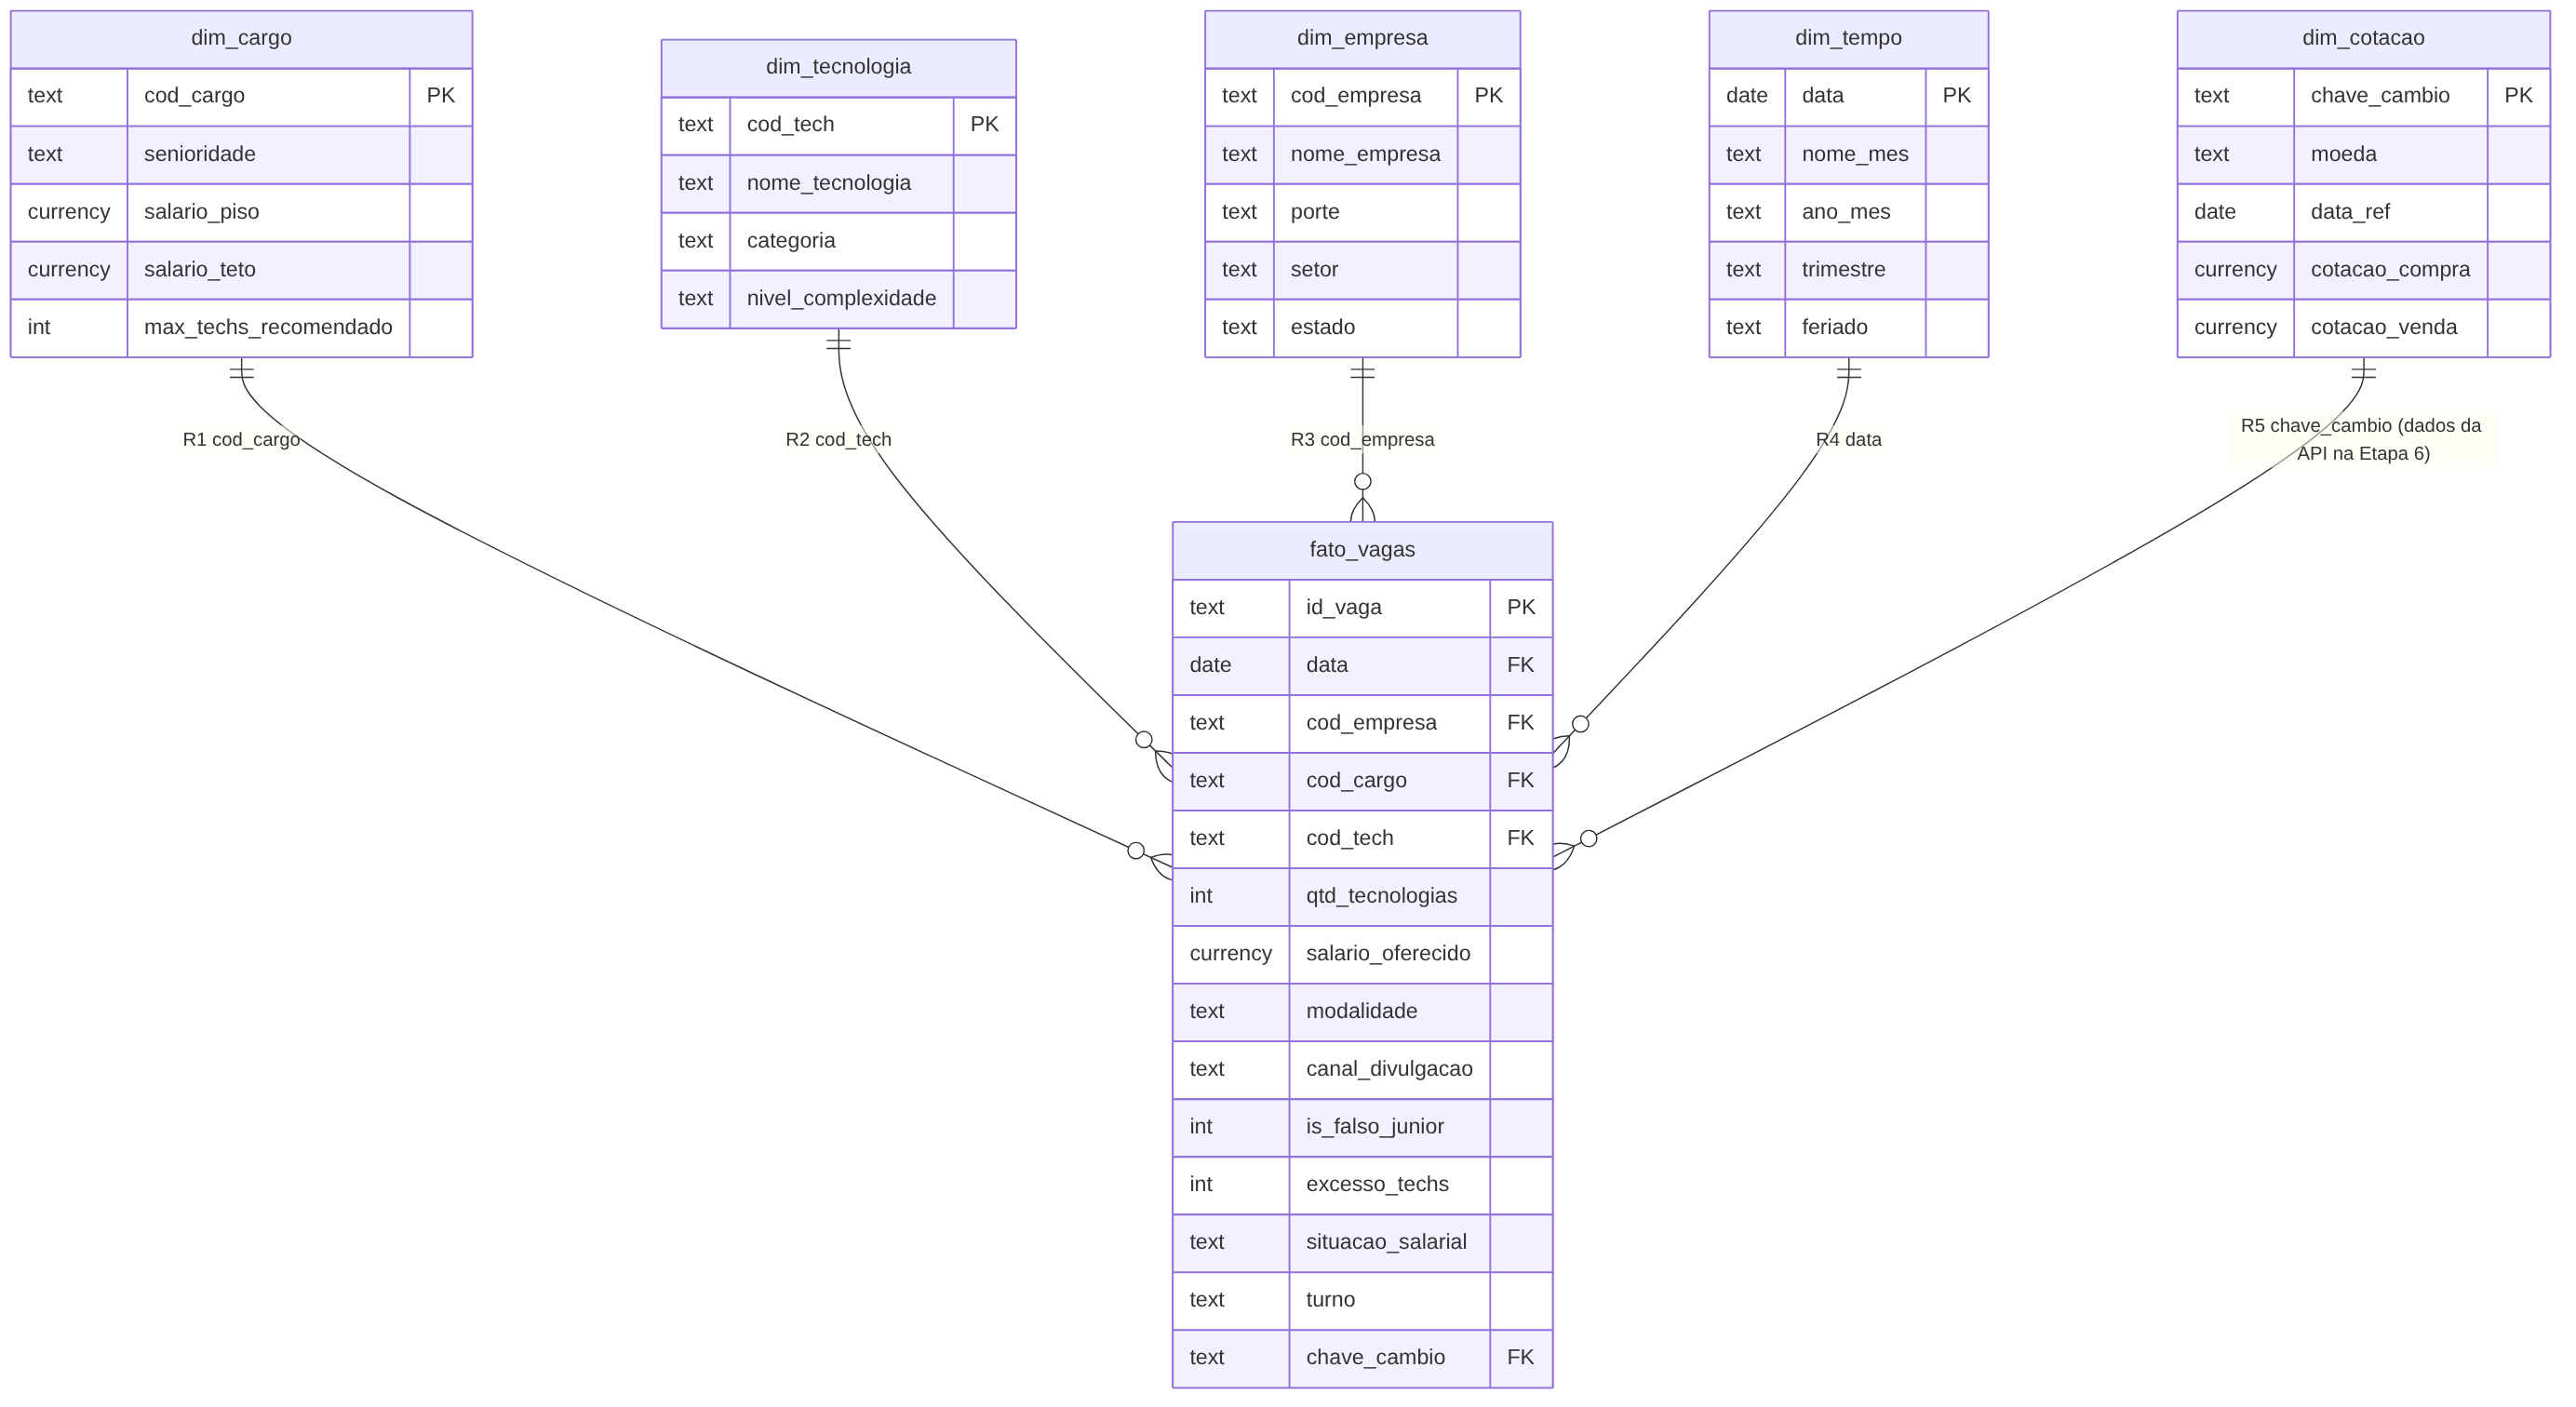 dim_cargo
text cod_cargo PK
text senioridade
currency salario_piso
currency salario_teto
int max_techs_recomendado
dim_tecnologia
text cod_tech PK
text nome_tecnologia
text categoria
text nivel_complexidade
dim_empresa
text cod_empresa PK
text nome_empresa
text porte
text setor
text estado
dim_tempo
date data PK
text nome_mes
text ano_mes
text trimestre
text feriado
dim_cotacao
text chave_cambio PK
text moeda
date data_ref
currency cotacao_compra
currency cotacao_venda
R1 cod_cargo
R2 cod_tech
R3 cod_empresa
R4 data
R5 chave_cambio (dados da
API na Etapa 6)
fato_vagas
text id_vaga PK
date data FK
text cod_empresa FK
text cod_cargo FK
text cod_tech FK
int qtd_tecnologias
currency salario_oferecido
text modalidade
text canal_divulgacao
int is_falso_junior
int excesso_techs
text situacao_salarial
text turno
text chave_cambio FK